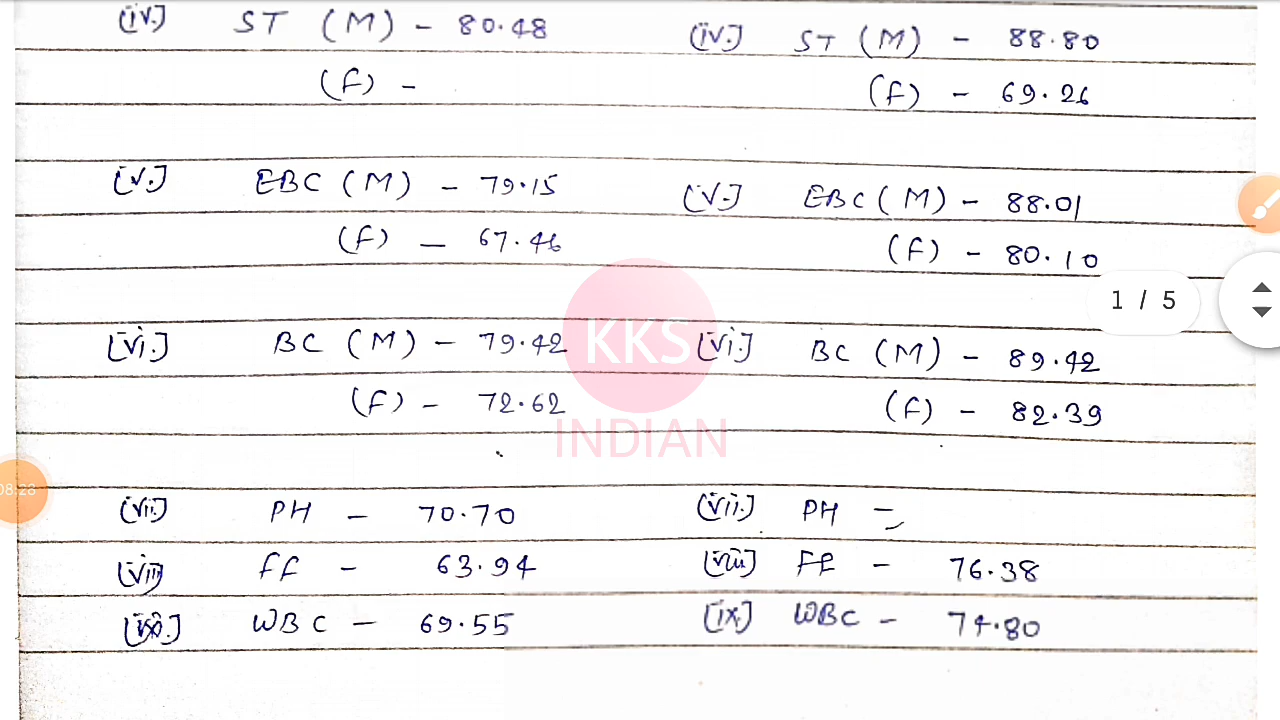 [iv.] ST (M) - 80.48 [iv.] ST (M) - 88.80
(F) - (F) - 69.26
[v.] EBC (M) - 79.15 [v.] EBC (M) - 88.01
(F) - 67.46 (F) - 80.10
1 / 5
[vi.] BC (M) - 79.42 [vi.] BC (M) - 89.42
KKS
(F) - 72.62 (F) - 82.39
INDIAN
08:23
[vii.] PH - 70.70 [vii.] PH -
[viii] FF - 63.94 [viii] FF - 76.38
[ix.] WBC - 69.55 [ix.] WBC - 74.80